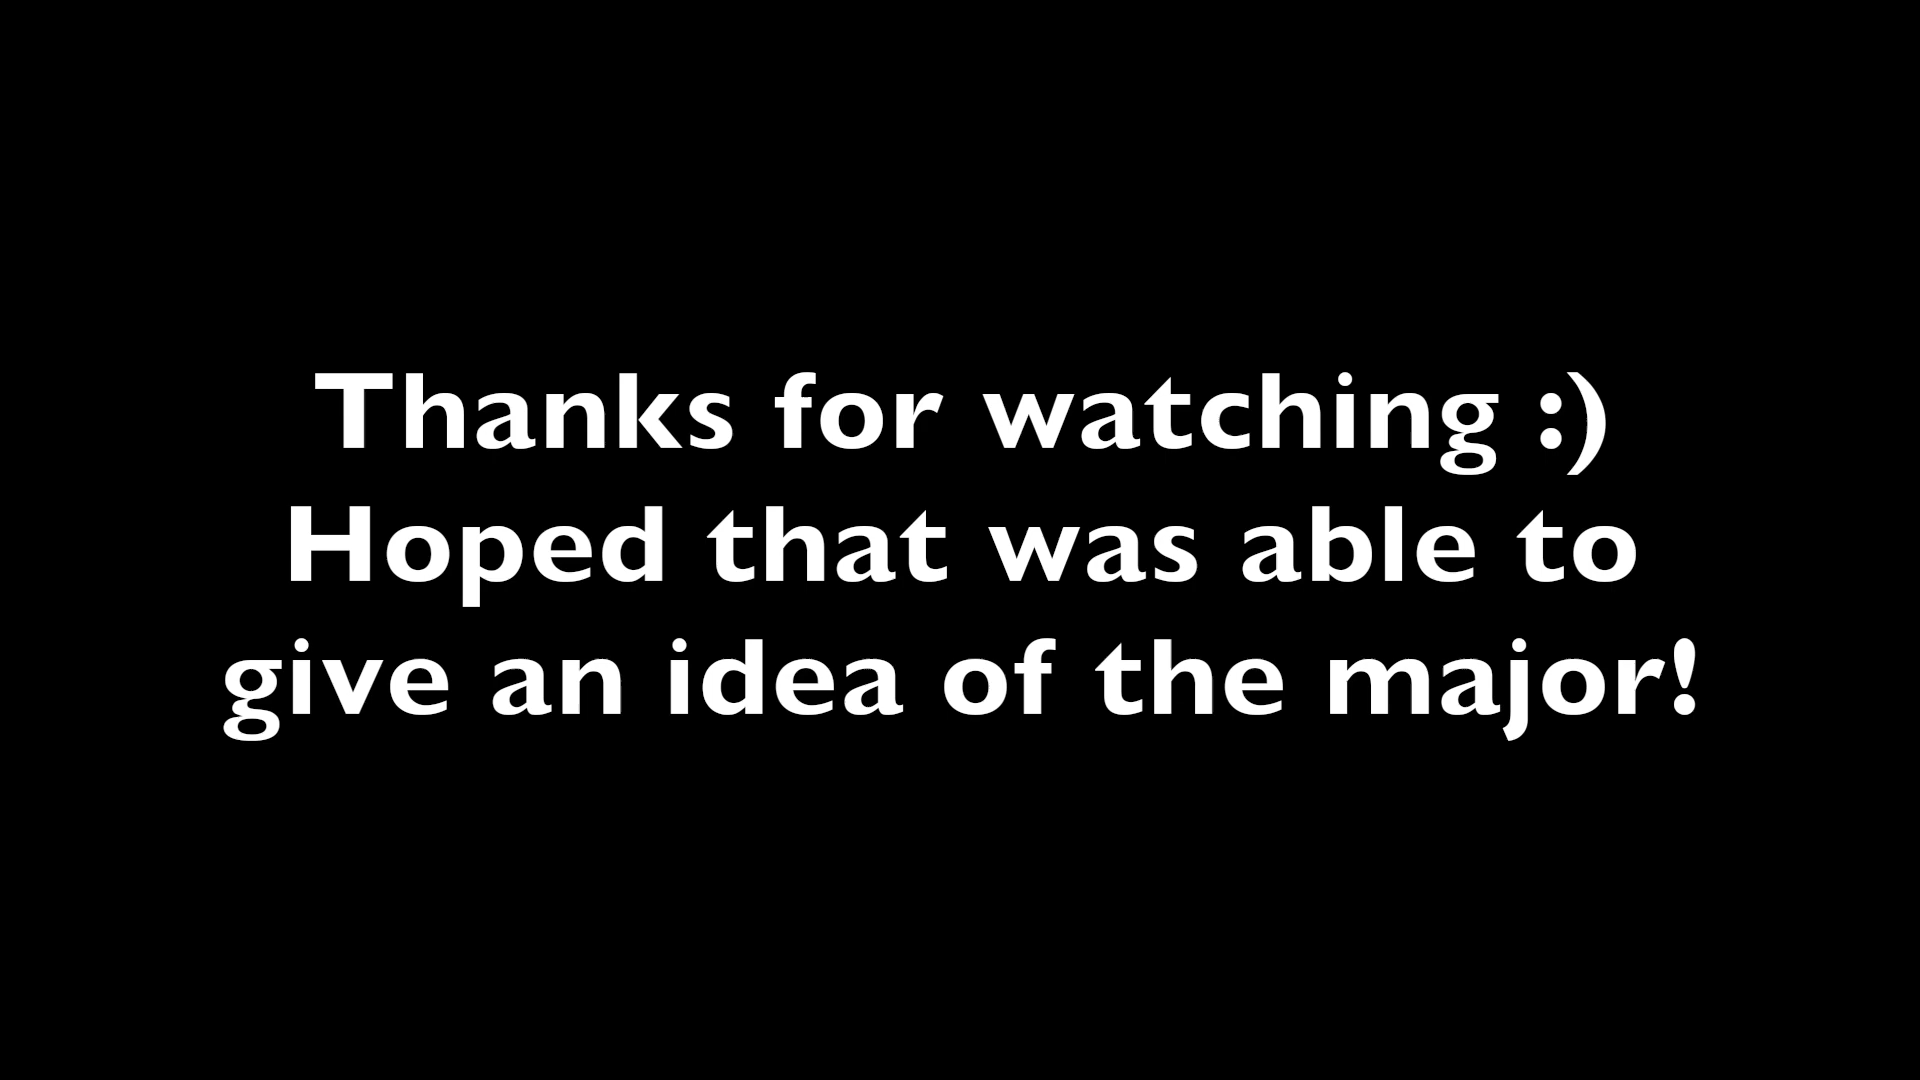 Thanks for watching :)
Hoped that was able to
give an idea of the major!